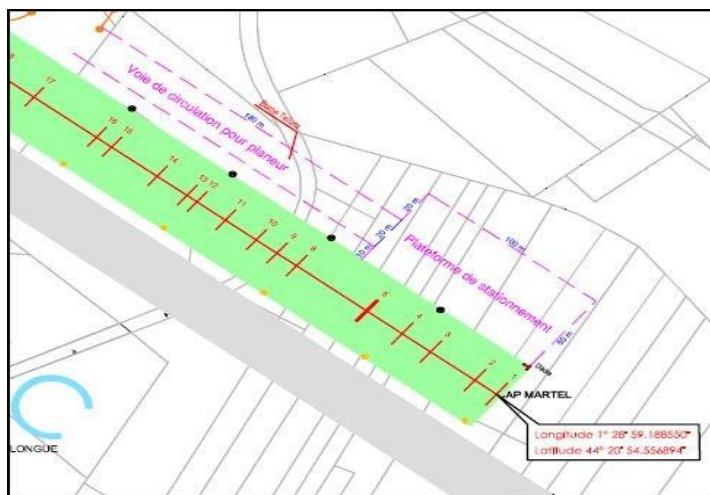 17
Voie de circulation pour planeur
180 m
16
15
14
13
12
11
10
9
8
10 m
20 m
20 m
100 m
Plateforme de stationnement
50 m
5
4
3
2
1
AP MARTEL
Longitude 1° 28' 59.188550"
Latitude 44° 20' 54.556894"
LONGUE